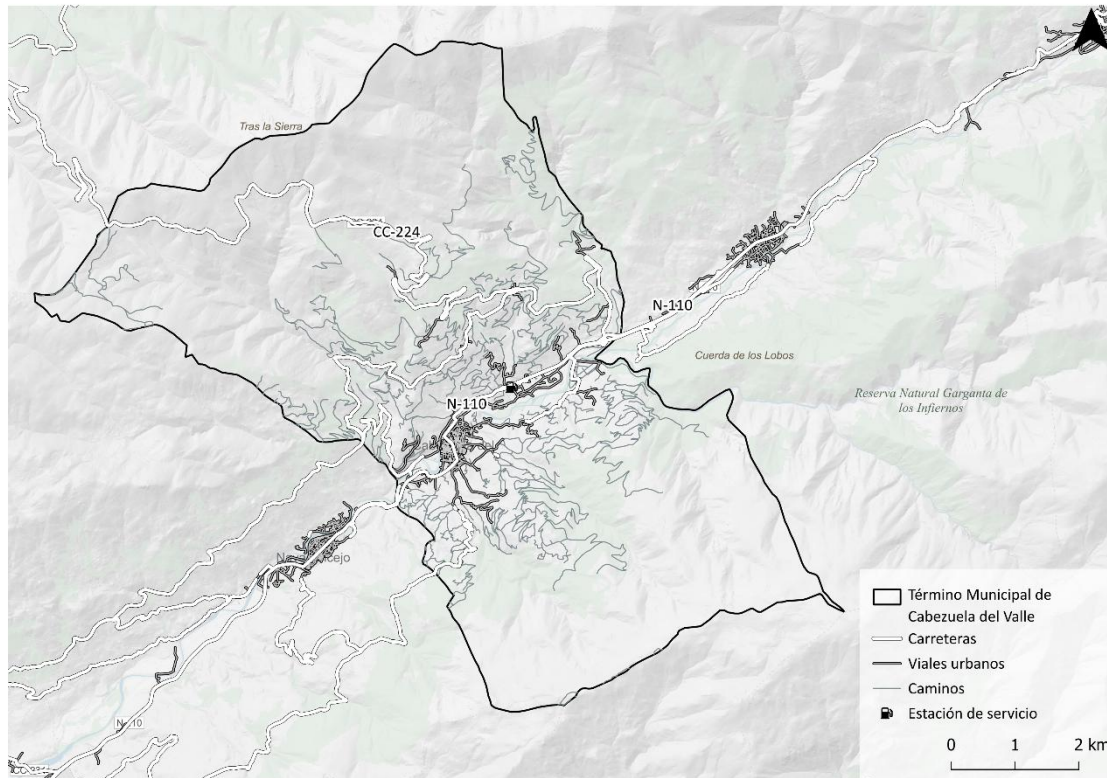 Tras la Sierra
CC-224
N-110
Cuerda de los Lobos
Reserva Natural Garganta de
los Infiernos
N-110
Término Municipal de
Cabezuela del Valle
Carreteras
Viales urbanos
Caminos
Estación de servicio
0 1 2 km